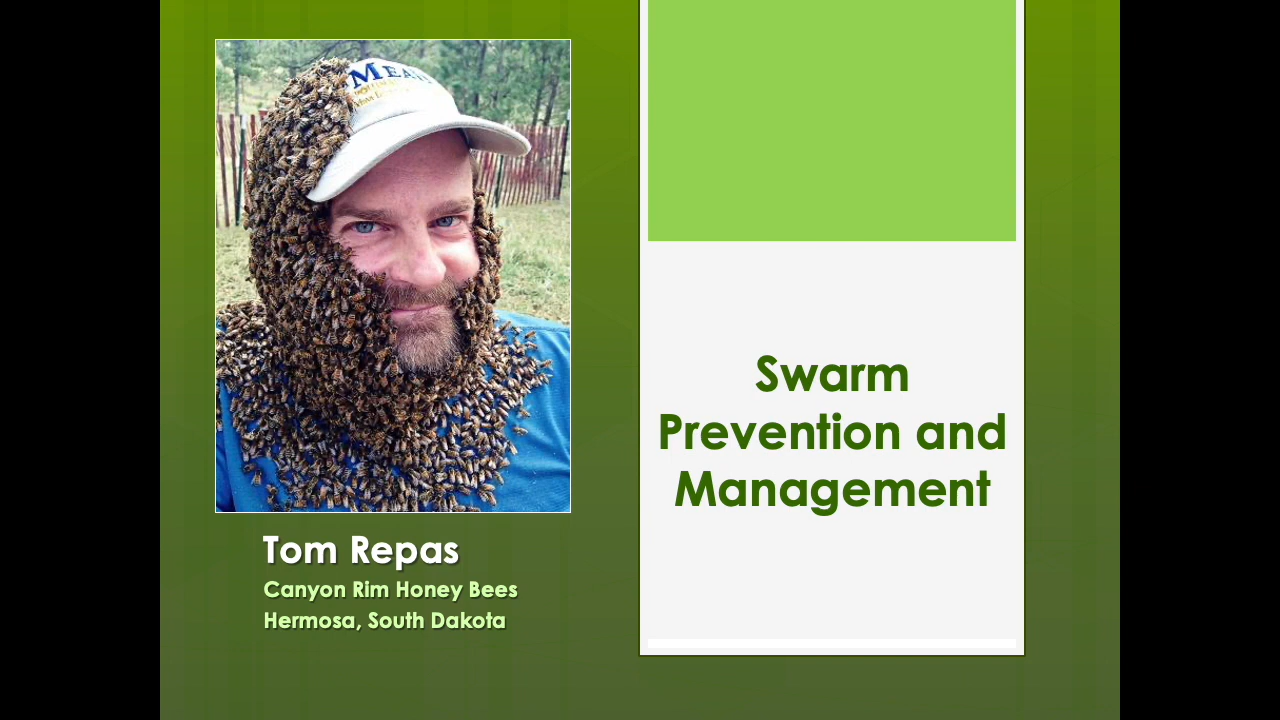 Tom Repas
Canyon Rim Honey Bees
Hermosa, South Dakota
Swarm
Prevention and
Management